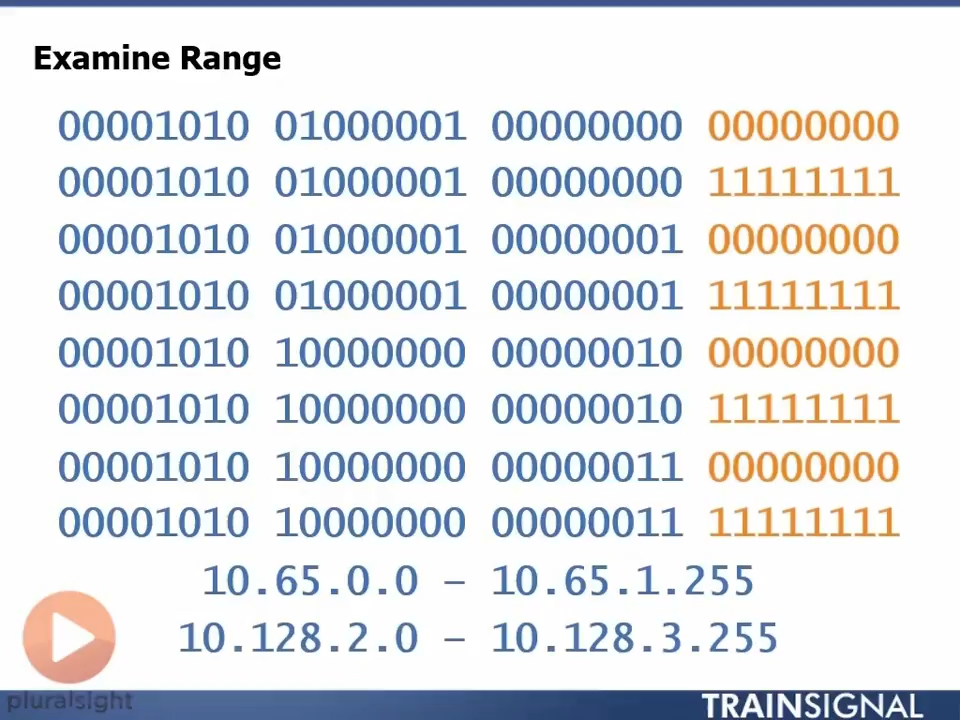 Examine Range
00001010 01000001 00000000 00000000
00001010 01000001 00000000 11111111
00001010 01000001 00000001 00000000
00001010 01000001 00000001 11111111
00001010 10000000 00000010 00000000
00001010 10000000 00000010 11111111
00001010 10000000 00000011 00000000
00001010 10000000 00000011 11111111
10.65.0.0 – 10.65.1.255
10.128.2.0 – 10.128.3.255
pluralsight
TRAINSIGNAL